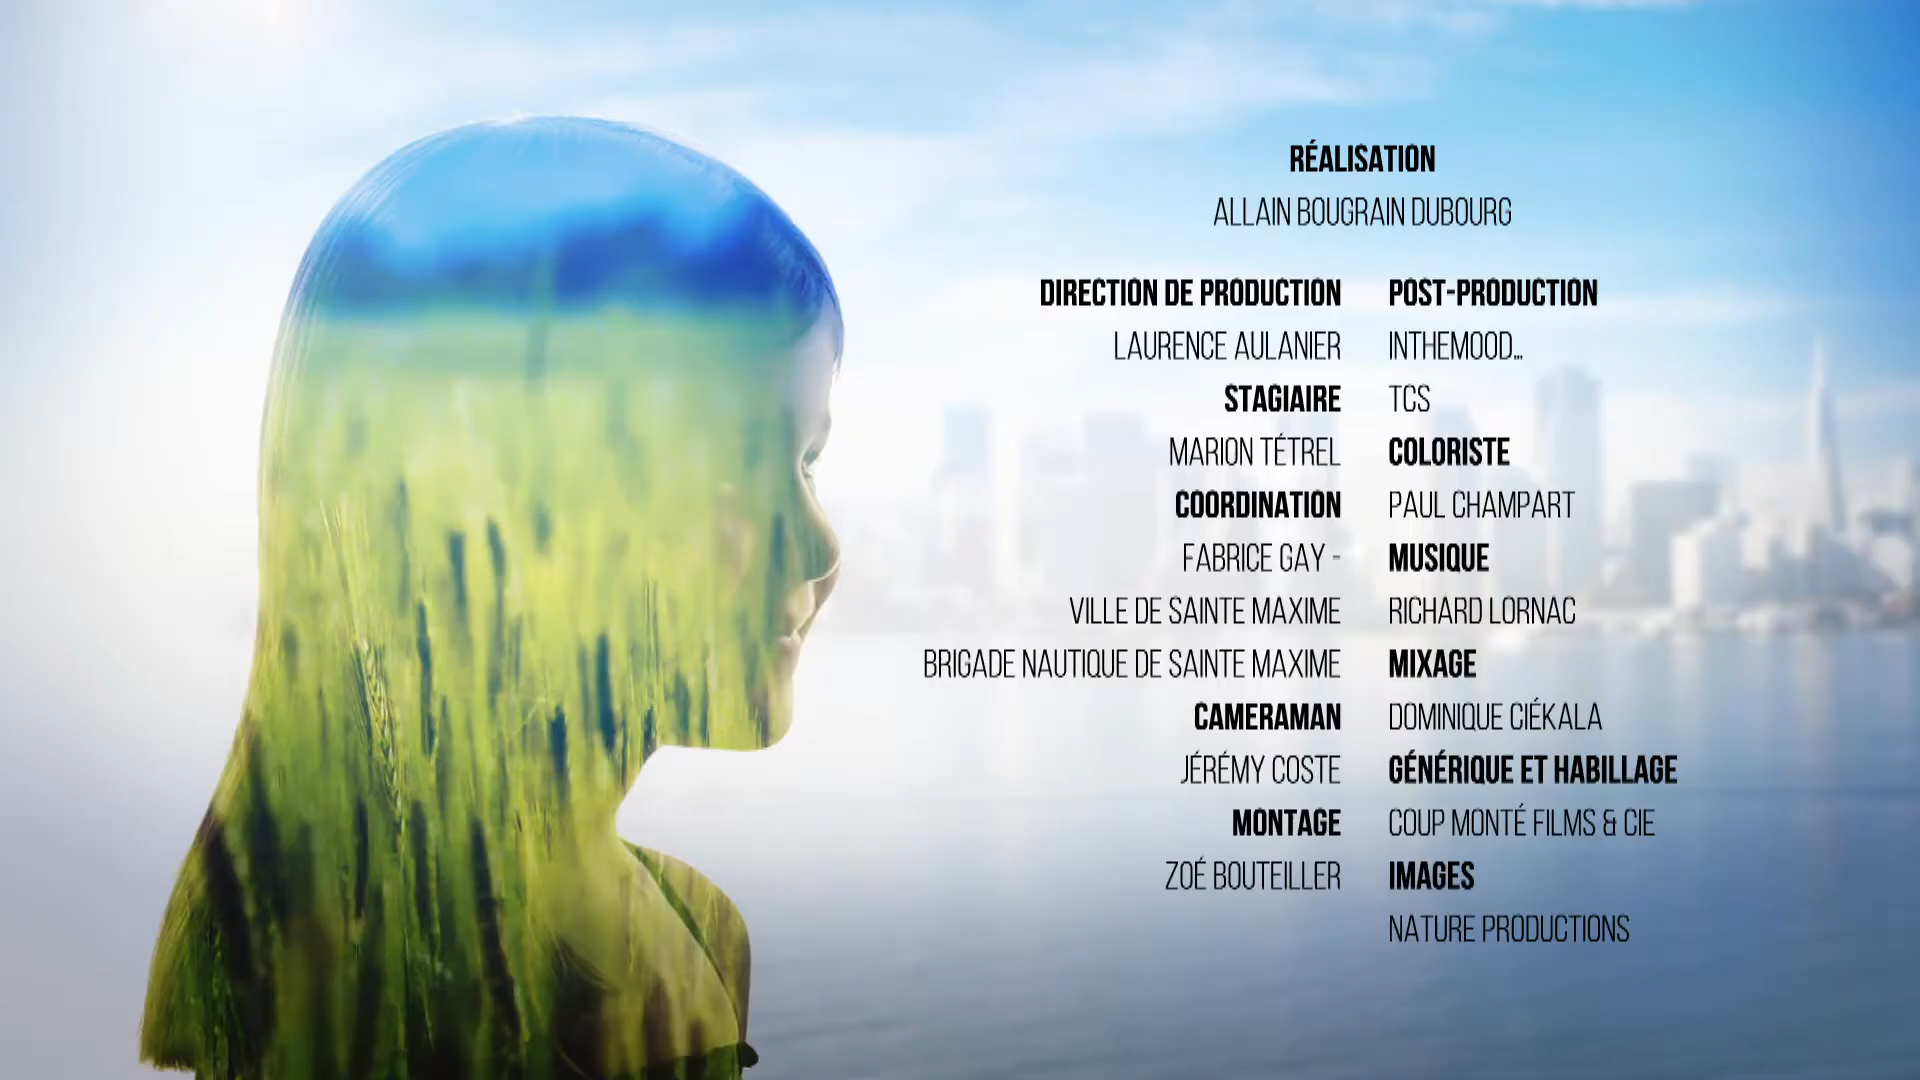 RÉALISATION
ALLAIN BOUGRAIN DUBOURG
DIRECTION DE PRODUCTION
LAURENCE AULANIER
STAGIAIRE
MARION TÉTREL
COORDINATION
FABRICE GAY -
VILLE DE SAINTE MAXIME
BRIGADE NAUTIQUE DE SAINTE MAXIME
CAMERAMAN
JÉRÉMY COSTE
MONTAGE
ZOÉ BOUTEILLER
POST-PRODUCTION
INTHEMOOD...
TCS
COLORISTE
PAUL CHAMPART
MUSIQUE
RICHARD LORNAC
MIXAGE
DOMINIQUE CIÉKALA
GÉNÉRIQUE ET HABILLAGE
COUP MONTÉ FILMS & CIE
IMAGES
NATURE PRODUCTIONS